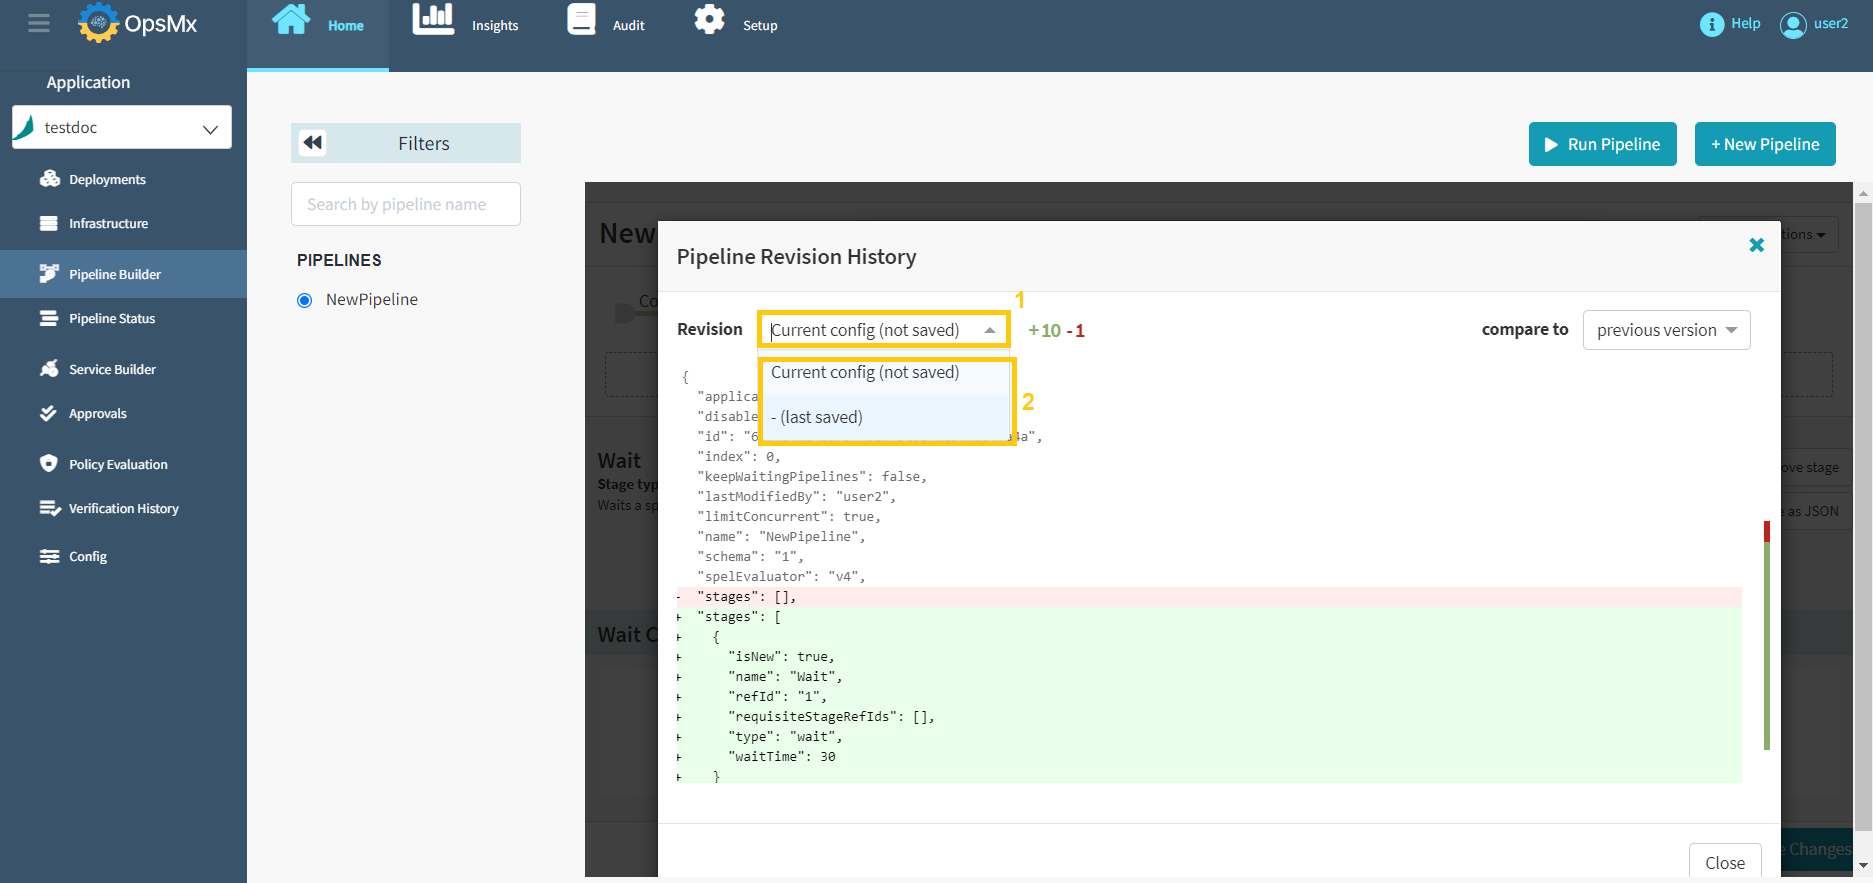 OpsMx
Home
Insights
Audit
Setup
Help
user2
Application
testdoc
Deployments
Infrastructure
Pipeline Builder
Pipeline Status
Service Builder
Approvals
Policy Evaluation
Verification History
Config
Filters
Search by pipeline name
PIPELINES
NewPipeline
Run Pipeline
+ New Pipeline
New
tions
Co
Pipeline Revision History
1
Revision
Current config (not saved)
+10 -1
compare to
previous version
Current config (not saved)
- (last saved)
2
{
"applica
"disable
"id": "6 a4a",
"index": 0,
"keepWaitingPipelines": false,
"lastModifiedBy": "user2",
"limitConcurrent": true,
"name": "NewPipeline",
"schema": "1",
"spelEvaluator": "v4",
- "stages": [],
+ "stages": [
+ {
+ "isNew": true,
+ "name": "Wait",
+ "refId": "1",
+ "requisiteStageRefIds": [],
+ "type": "wait",
+ "waitTime": 30
+ }
Wait
Stage typ
Waits a sp
ove stage
e as JSON
Wait C
Close
e Changes